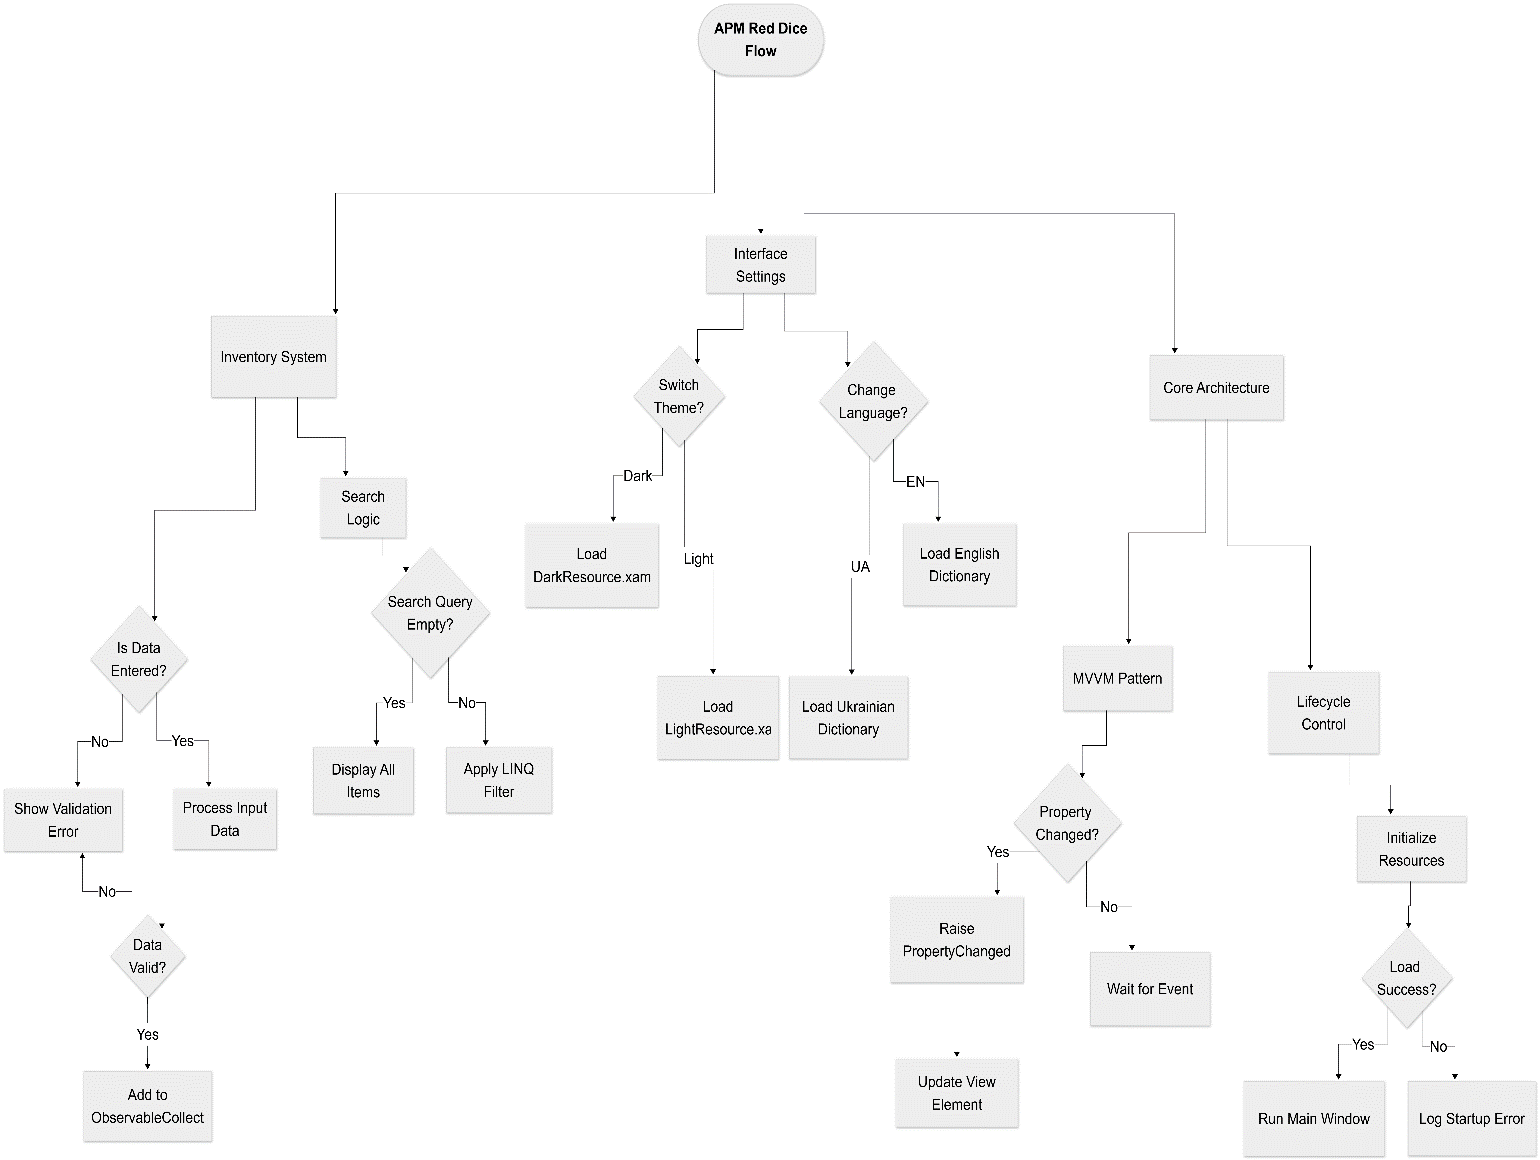 APM Red Dice
Flow
Interface
Settings
Inventory System
Switch
Theme?
Change
Language?
Core Architecture
Dark
EN
Search
Logic
Light
UA
Load
DarkResource.xam
Load English
Dictionary
Search Query
Empty?
Is Data
Entered?
MVVM Pattern
Lifecycle
Control
Yes
No
Load
LightResource.xa
Load Ukrainian
Dictionary
No
Yes
Display All
Items
Apply LINQ
Filter
Show Validation
Error
Process Input
Data
Property
Changed?
Initialize
Resources
Yes
No
No
Raise
PropertyChanged
Data
Valid?
Wait for Event
Load
Success?
Yes
Yes
No
Add to
ObservableCollect
Update View
Element
Run Main Window
Log Startup Error